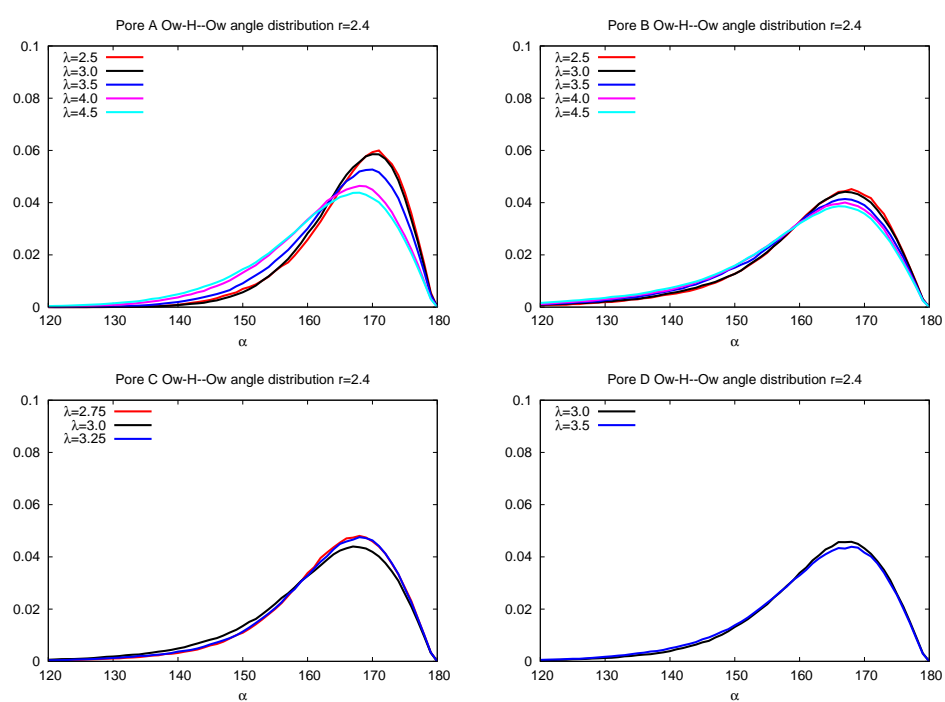 Pore A Ow-H--Ow angle distribution r=2.4
0.1
0.08
0.06
0.04
0.02
0
λ=2.5
λ=3.0
λ=3.5
λ=4.0
λ=4.5
120 130 140 150 160 170 180
α
Pore B Ow-H--Ow angle distribution r=2.4
0.1
0.08
0.06
0.04
0.02
0
λ=2.5
λ=3.0
λ=3.5
λ=4.0
λ=4.5
120 130 140 150 160 170 180
α
Pore C Ow-H--Ow angle distribution r=2.4
0.1
0.08
0.06
0.04
0.02
0
λ=2.75
λ=3.0
λ=3.25
120 130 140 150 160 170 180
α
Pore D Ow-H--Ow angle distribution r=2.4
0.1
0.08
0.06
0.04
0.02
0
λ=3.0
λ=3.5
120 130 140 150 160 170 180
α